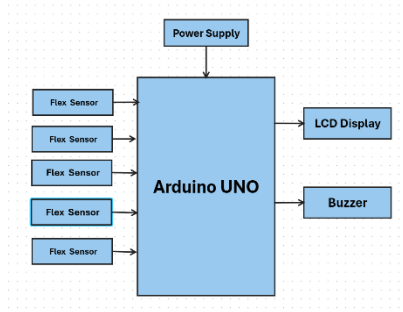 Power Supply
Flex Sensor
Flex Sensor
Flex Sensor
Flex Sensor
Flex Sensor
Arduino UNO
LCD Display
Buzzer